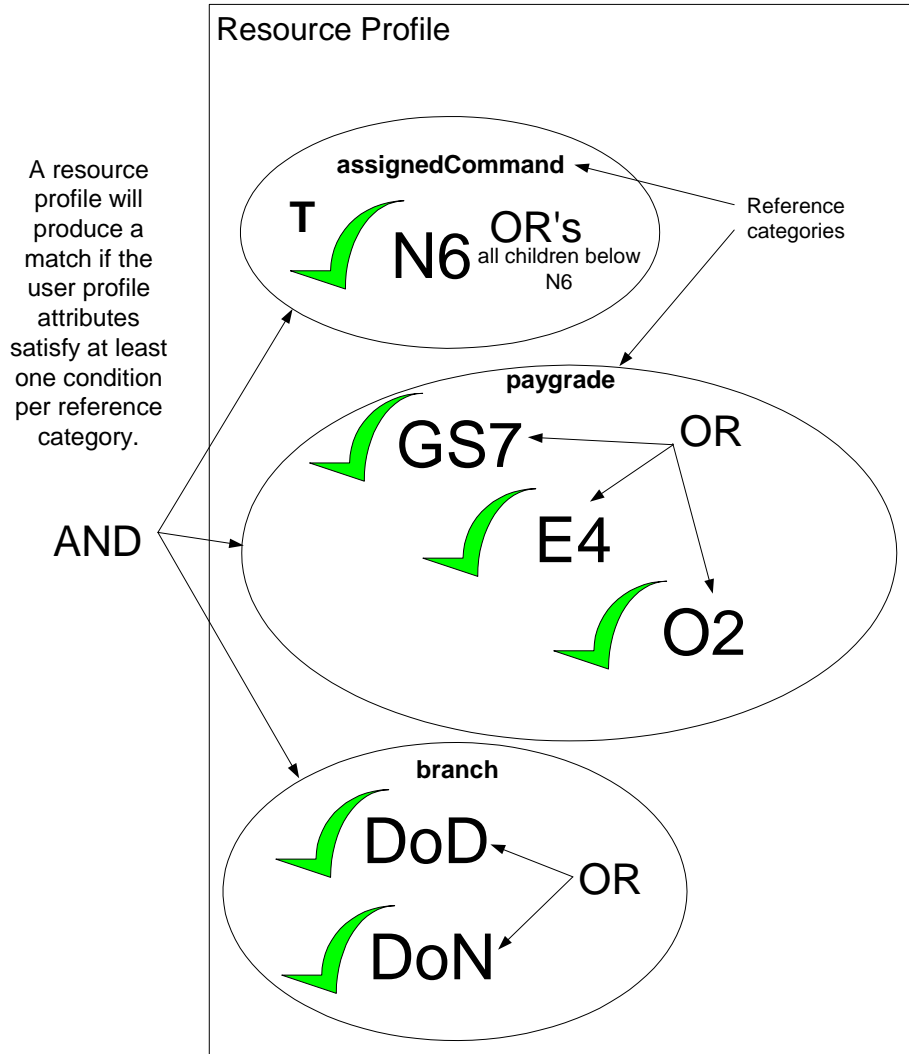 Resource Profile
A resource
profile will
produce a
match if the
user profile
attributes
satisfy at least
one condition
per reference
category.
AND
assignedCommand
T
N6
OR's
all children below
N6
Reference
categories
paygrade
GS7
OR
E4
O2
branch
DoD
OR
DoN